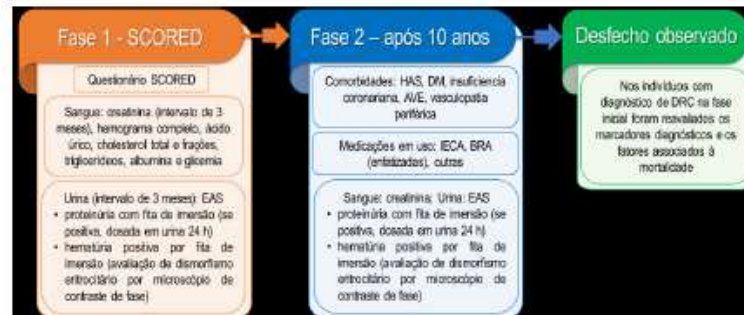 Fase 1 - SCORED
Questionário SCORED
Sangue: creatinina (intervalo de 3
meses), hemograma completo, ácido
úrico, cholesterol total e frações,
triglicerídeos, albumina e glicemia
Urina (intervalo de 3 meses): EAS
• proteinúria com fita de imersão (se
positiva, dosada em urina 24 h)
• hematúria positiva por fita de
imersão (avaliação de dismorfismo
eritrocitário por microscópio de
contraste de fase)
Fase 2 – após 10 anos
Comorbidades: HAS, DM, insuficiencia
coronariana, AVE, vasculopatia
periférica
Medicações em uso: IECA, BRA
(enfatizadas), outras
Sangue: creatinina; Urina: EAS
• proteinúria com fita de imersão (se
positiva, dosada em urina 24 h)
• hematúria positiva por fita de
imersão (avaliação de dismorfismo
eritrocitário por microscópio de
contraste de fase)
Desfecho observado
Nos indivíduos com
diagnóstico de DRC na fase
inicial foram reavaliados os
marcadores diagnósticos e os
fatores associados à
mortalidade